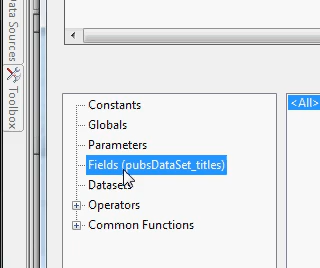 Data Sources
Toolbox
Constants
Globals
Parameters
Fields (pubsDataSet_titles)
Datasets
Operators
Common Functions
<All>